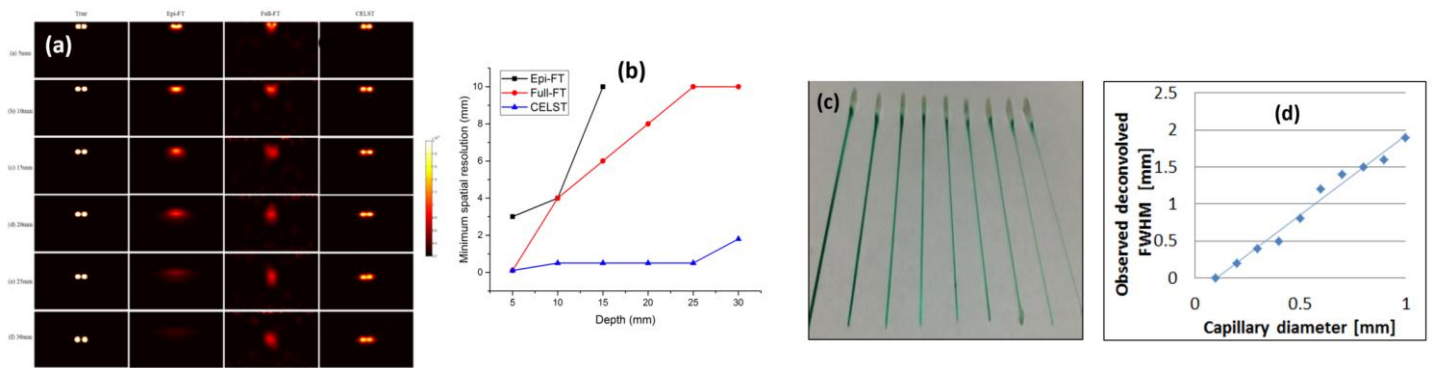 True Epi-FT Full-FT CELST
(a)
(a) 5mm
(b) 10mm
(c) 15mm
(d) 20mm
(e) 25mm
(f) 30mm
(b)
Epi-FT
Full-FT
CELST
Minimum spatial resolution (mm)
10
8
6
4
2
0
5 10 15 20 25 30
Depth (mm)
(c)
(d)
Observed deconvolved
FWHM [mm]
2.5
2
1.5
1
0.5
0
0 0.5 1
Capillary diameter [mm]